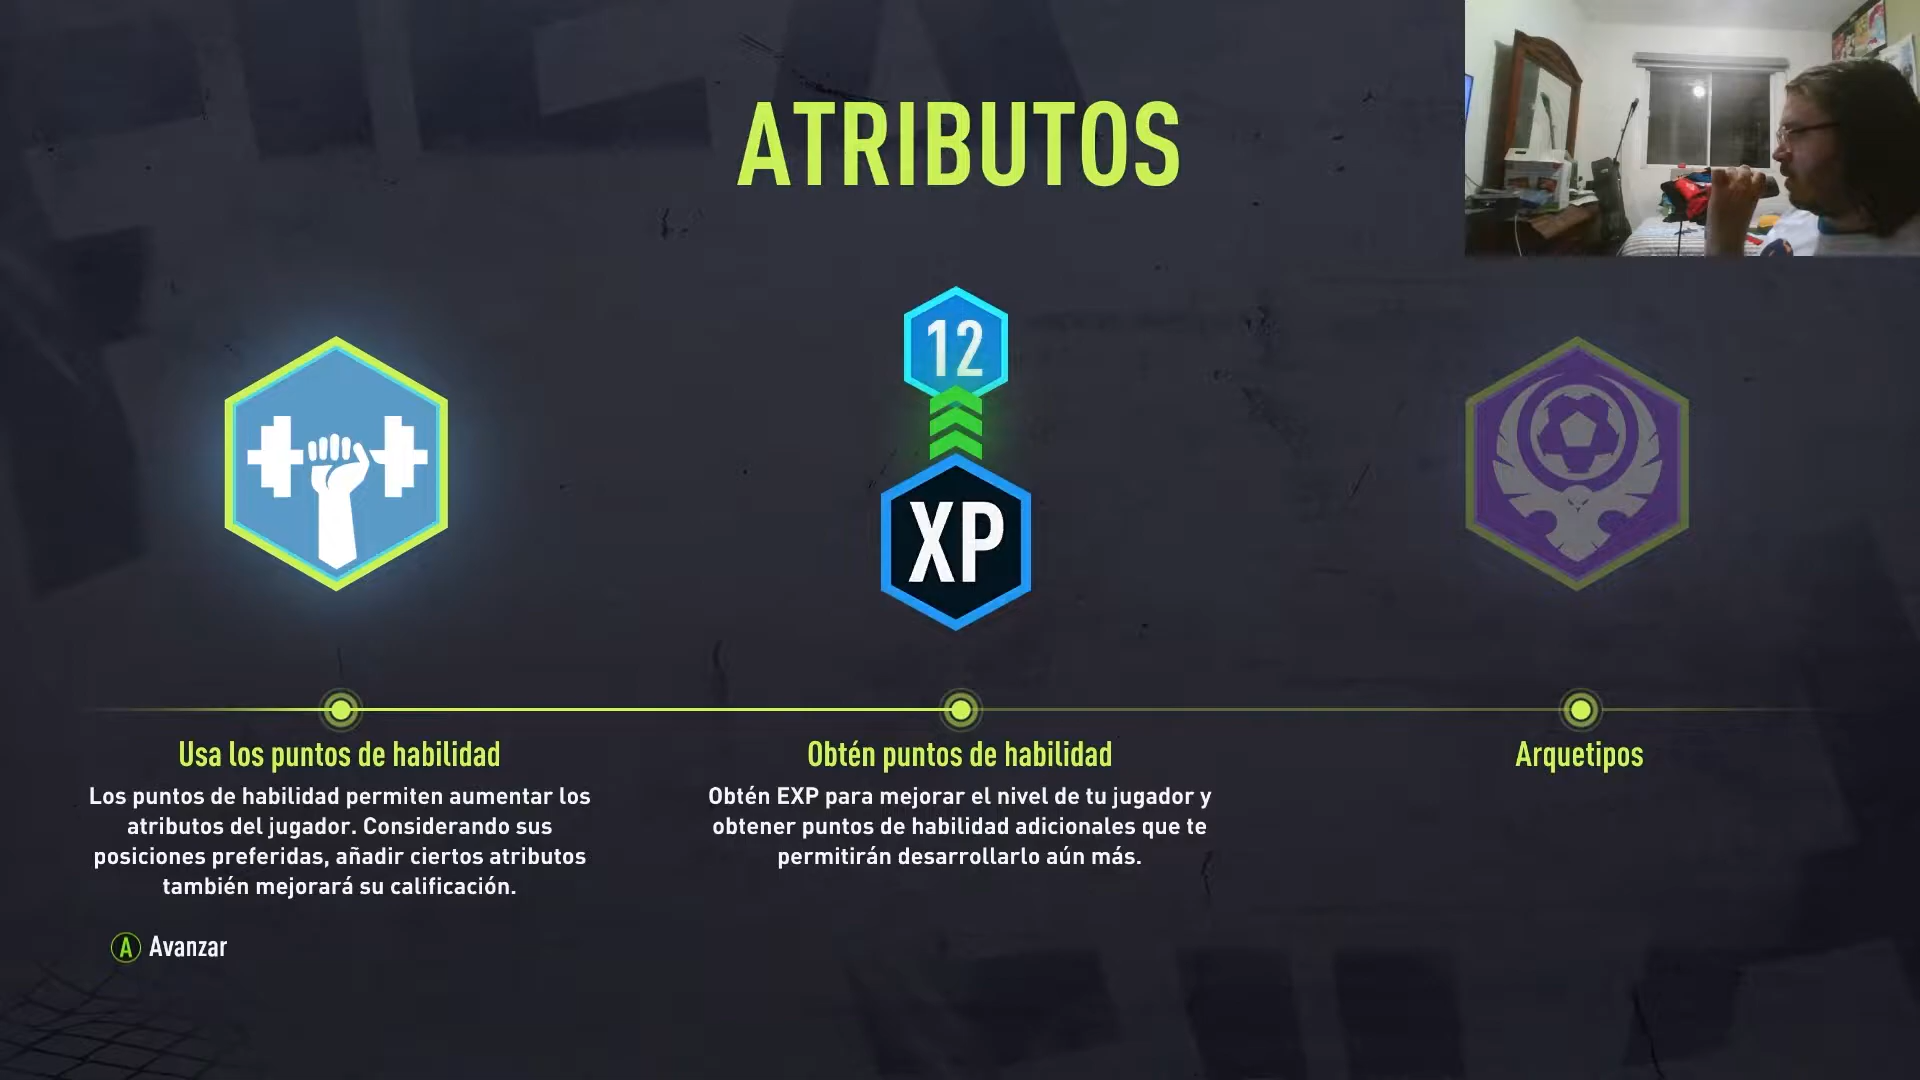 ATRIBUTOS
12
XP
Usa los puntos de habilidad
Los puntos de habilidad permiten aumentar los
atributos del jugador. Considerando sus
posiciones preferidas, añadir ciertos atributos
también mejorará su calificación.
Obtén puntos de habilidad
Obtén EXP para mejorar el nivel de tu jugador y
obtener puntos de habilidad adicionales que te
permitirán desarrollarlo aún más.
Arquetipos
A Avanzar